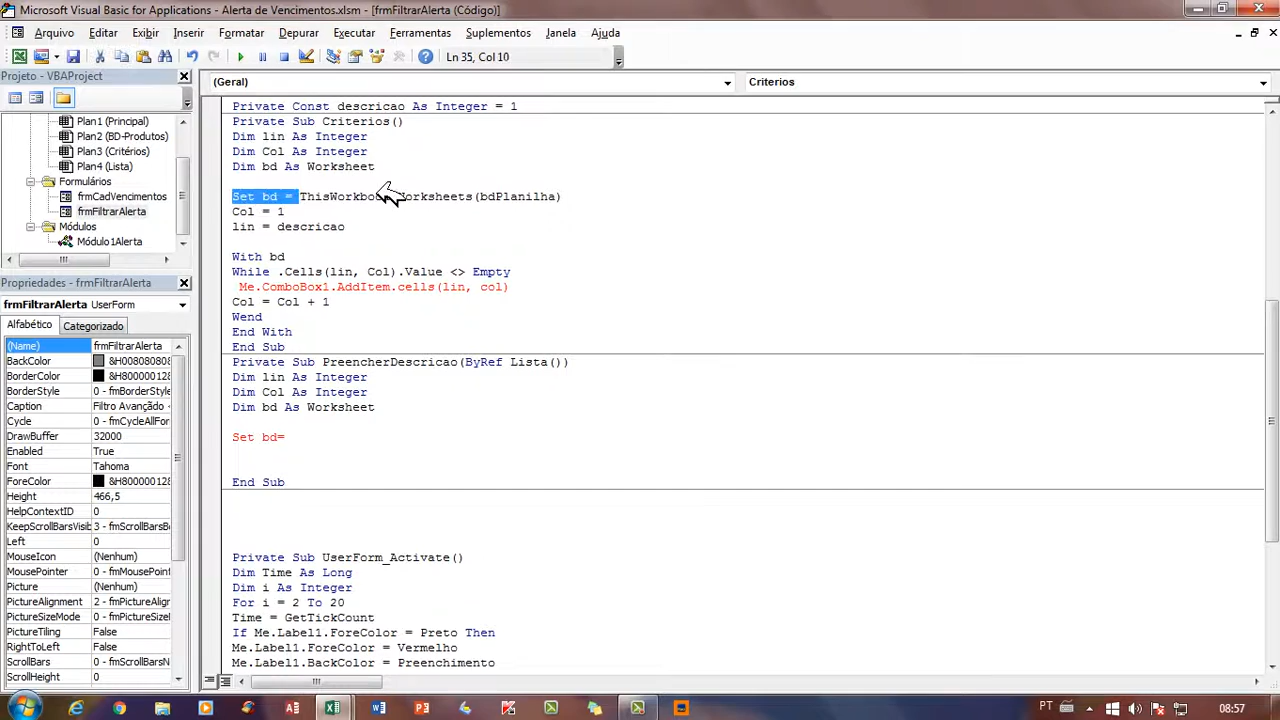 Microsoft Visual Basic for Applications - Alerta de Vencimentos.xlsm - [frmFiltrarAlerta (Código)]
Arquivo Editar Exibir Inserir Formatar Depurar Executar Ferramentas Suplementos Janela Ajuda
Ln 35, Col 10
Projeto - VBAProject
(Geral)
Criterios
Plan1 (Principal)
Plan2 (BD-Produtos)
Plan3 (Critérios)
Plan4 (Lista)
Formulários
frmCadVencimentos
frmFiltrarAlerta
Módulos
Módulo1Alerta
Propriedades - frmFiltrarAlerta
frmFiltrarAlerta UserForm
Alfabético Categorizado
(Name) frmFiltrarAlerta
BackColor &H00808080&
BorderColor &H80000012
BorderStyle 0 - fmBorderStyle
Caption Filtro Avançado -
Cycle 0 - fmCycleAllFor
DrawBuffer 32000
Enabled True
Font Tahoma
ForeColor &H80000012
Height 466,5
HelpContextID 0
KeepScrollBarsVisib 3 - fmScrollBarsB
Left 0
MouseIcon (Nenhum)
MousePointer 0 - fmMousePoint
Picture (Nenhum)
PictureAlignment 2 - fmPictureAlign
PictureSizeMode 0 - fmPictureSize
PictureTiling False
RightToLeft False
ScrollBars 0 - fmScrollBarsN
ScrollHeight 0
Private Const descricao As Integer = 1
Private Sub Criterios()
Dim lin As Integer
Dim Col As Integer
Dim bd As Worksheet
Set bd = ThisWorkbook.Worksheets(bdPlanilha)
Col = 1
lin = descricao
With bd
While .Cells(lin, Col).Value <> Empty
Me.ComboBox1.AddItem.cells(lin, col)
Col = Col + 1
Wend
End With
End Sub
Private Sub PreencherDescricao(ByRef Lista())
Dim lin As Integer
Dim Col As Integer
Dim bd As Worksheet
Set bd=
End Sub
Private Sub UserForm_Activate()
Dim Time As Long
Dim i As Integer
For i = 2 To 20
Time = GetTickCount
If Me.Label1.ForeColor = Preto Then
Me.Label1.ForeColor = Vermelho
Me.Label1.BackColor = Preenchimento
PT
08:57